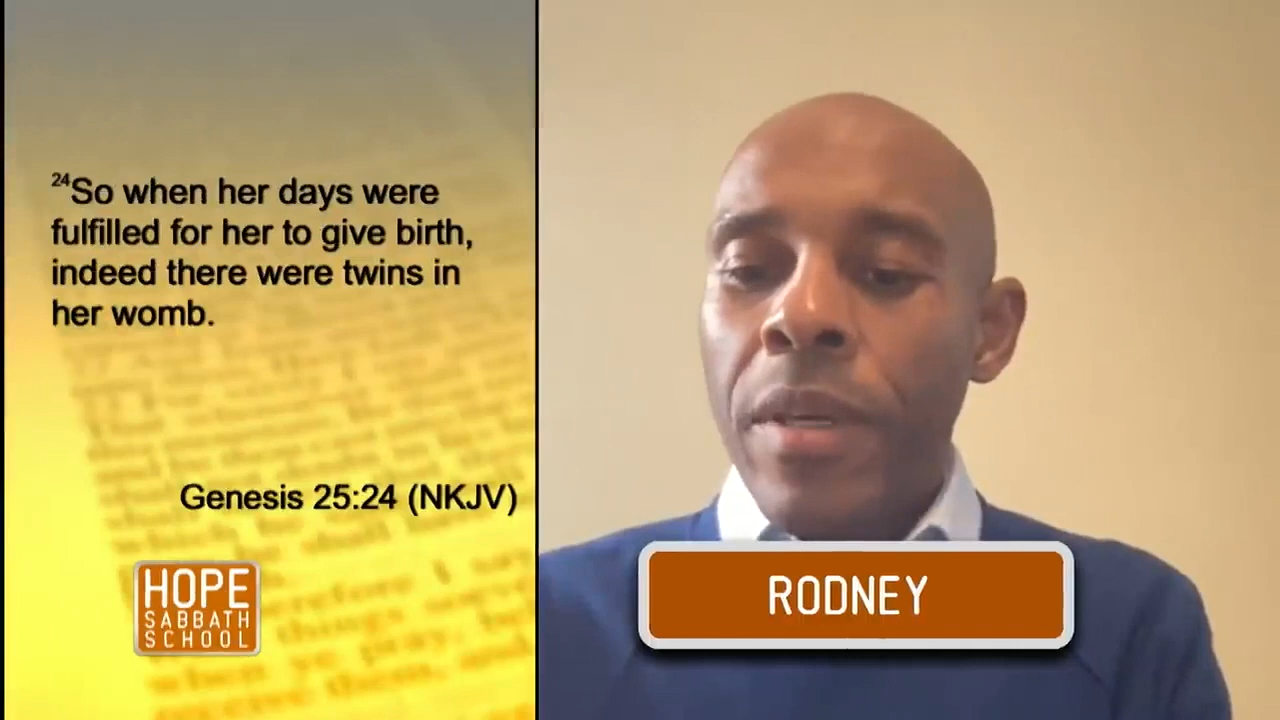 ²⁴So when her days were
fulfilled for her to give birth,
indeed there were twins in
her womb.
Genesis 25:24 (NKJV)
HOPE
SABBATH
SCHOOL
RODNEY